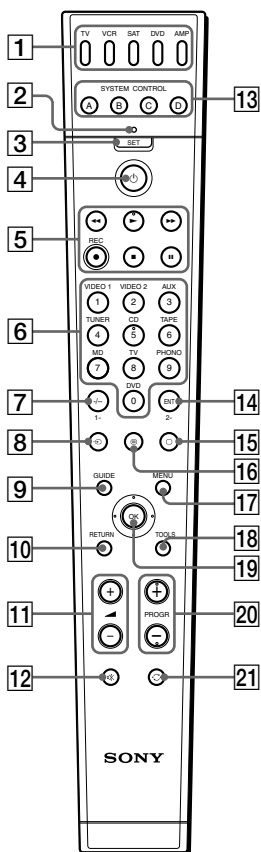 TV VCR SAT DVD AMP
1
SYSTEM CONTROL
A B C D
13
2
3
SET
4
5
REC
VIDEO 1 VIDEO 2 AUX
1 2 3
6
TUNER CD TAPE
4 5 6
MD TV PHONO
7 8 9
DVD
7
-/--
0
ENT
14
1-
2-
8
15
16
9
GUIDE
MENU
17
OK
10
RETURN
TOOLS
18
19
11
+
-
+
PROGR
-
20
12
21
SONY